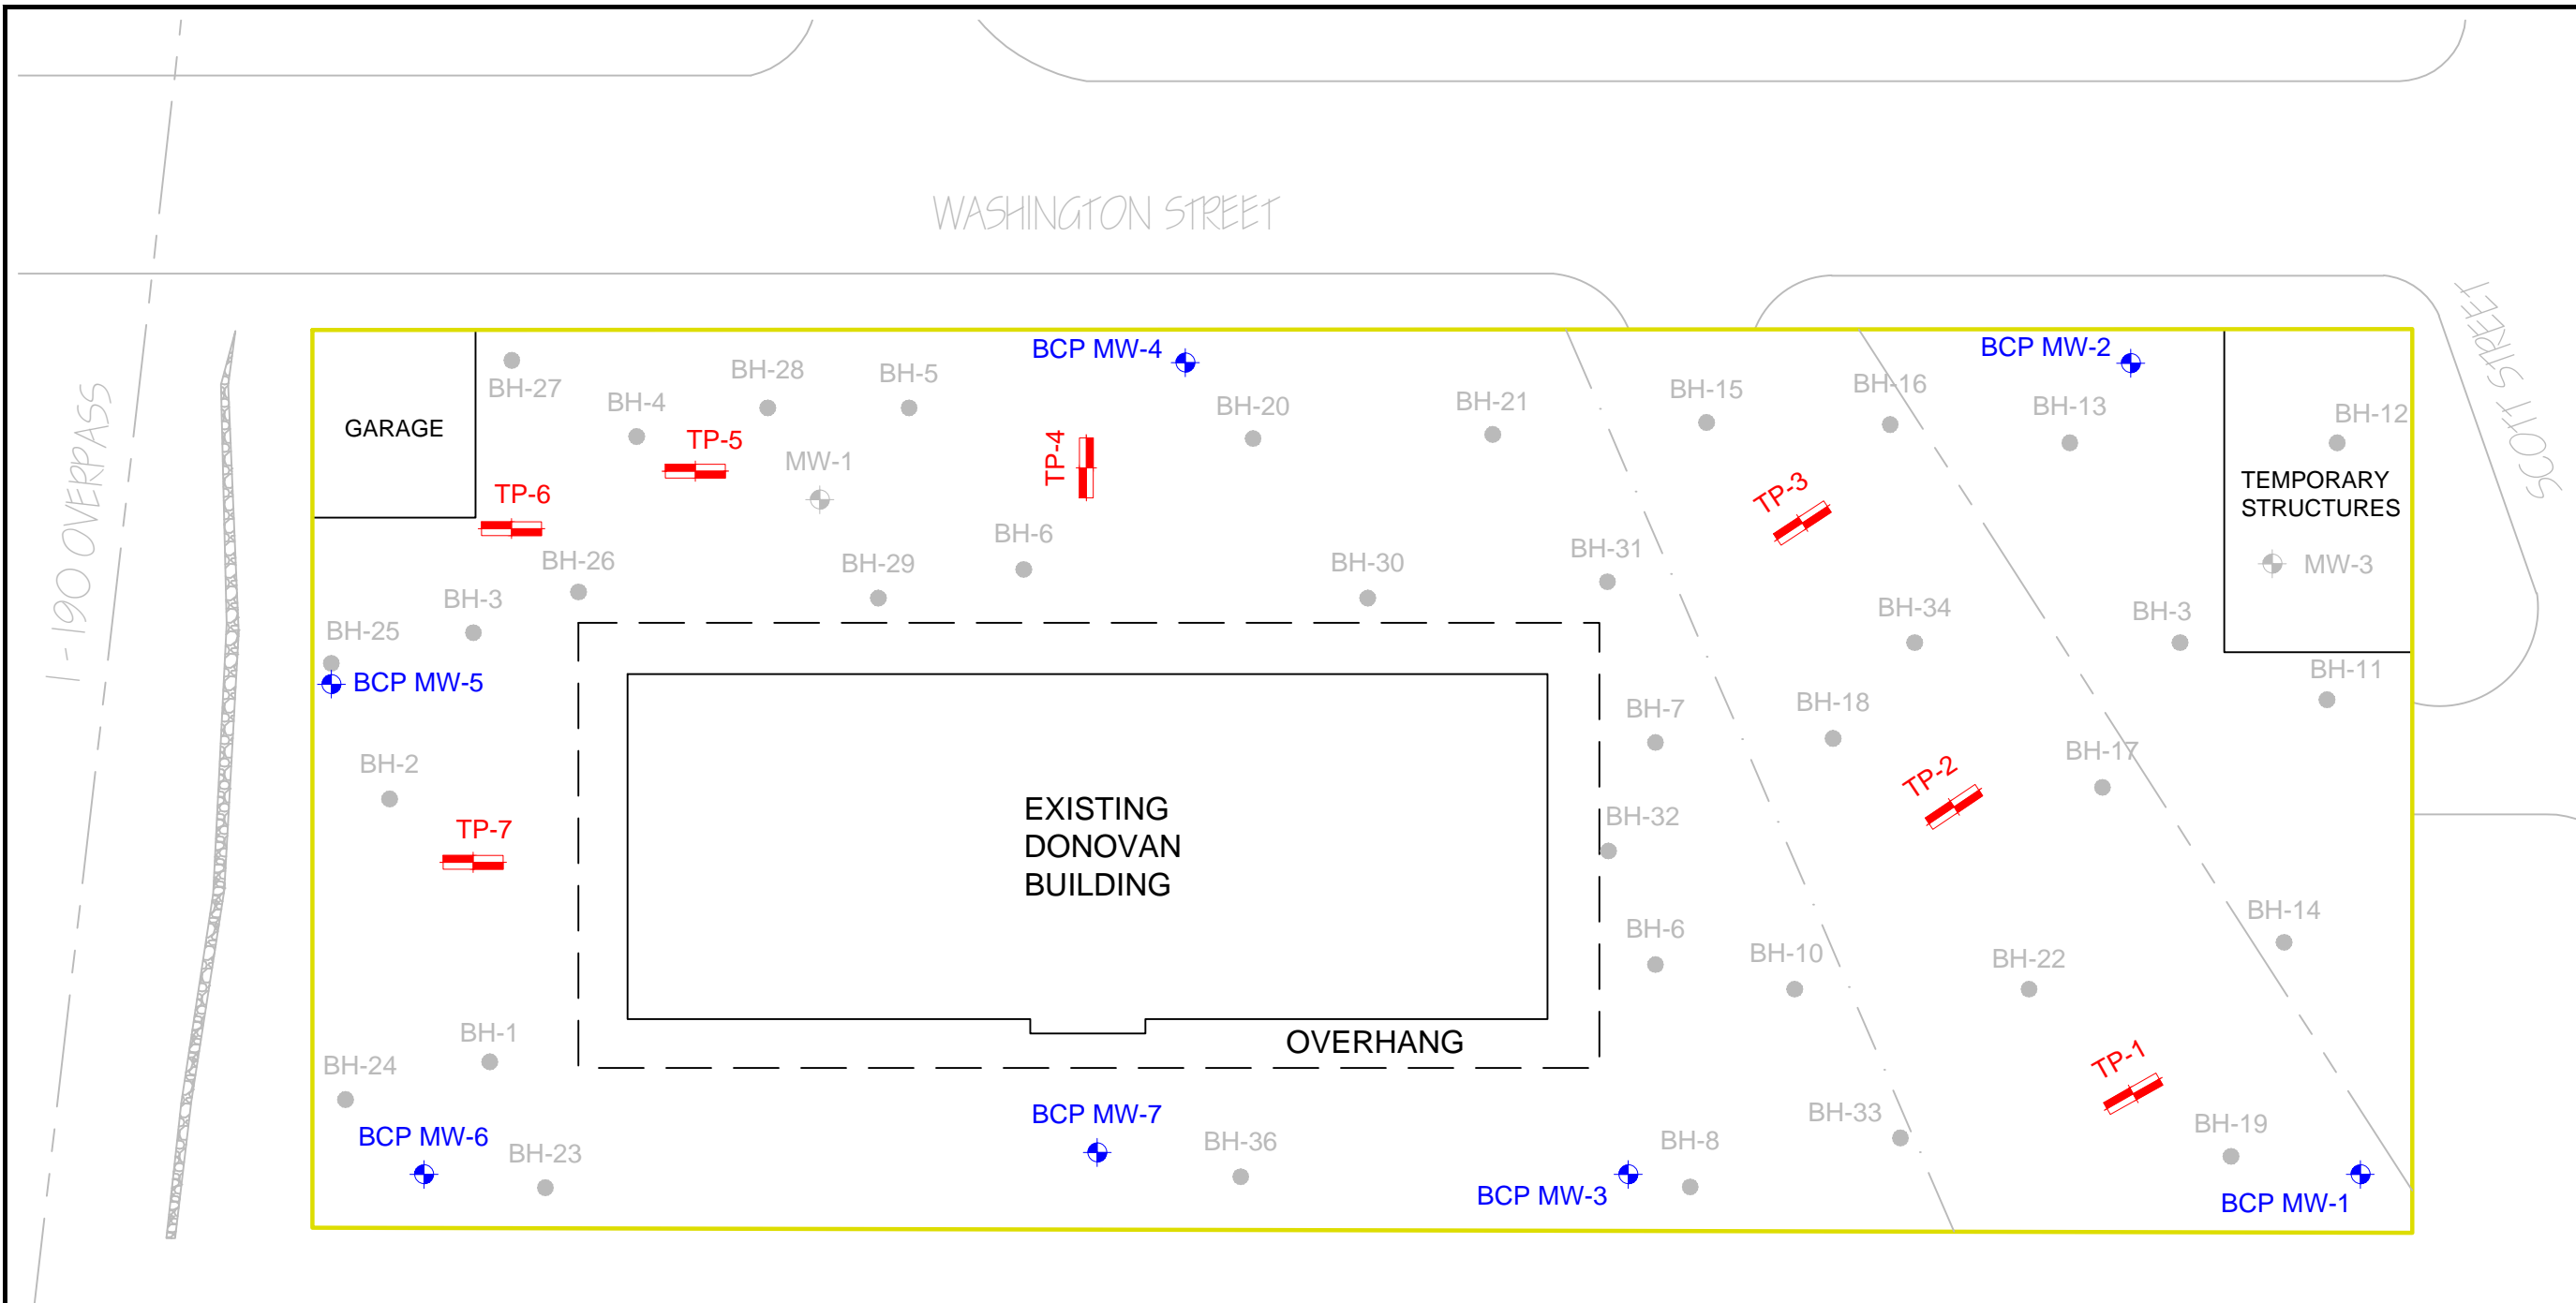 WASHINGTON STREET
I-190 OVERPASS
SCOTT STREET
BCP MW-4
BCP MW-2
BH-27
BH-28
BH-5
BH-4
BH-20
BH-21
BH-15
BH-16
BH-13
BH-12
GARAGE
TP-5
TP-4
MW-1
TP-6
TP-3
TEMPORARY
STRUCTURES
BH-6
BH-26
BH-29
BH-30
BH-31
MW-3
BH-3
BH-25
BH-34
BH-3
BCP MW-5
BH-11
BH-7
BH-18
BH-17
BH-2
TP-2
TP-7
EXISTING
DONOVAN
BUILDING
BH-32
BH-14
BH-6
BH-10
BH-22
BH-1
OVERHANG
BH-24
TP-1
BCP MW-6
BCP MW-7
BH-33
BH-23
BH-36
BH-8
BH-19
BCP MW-3
BCP MW-1